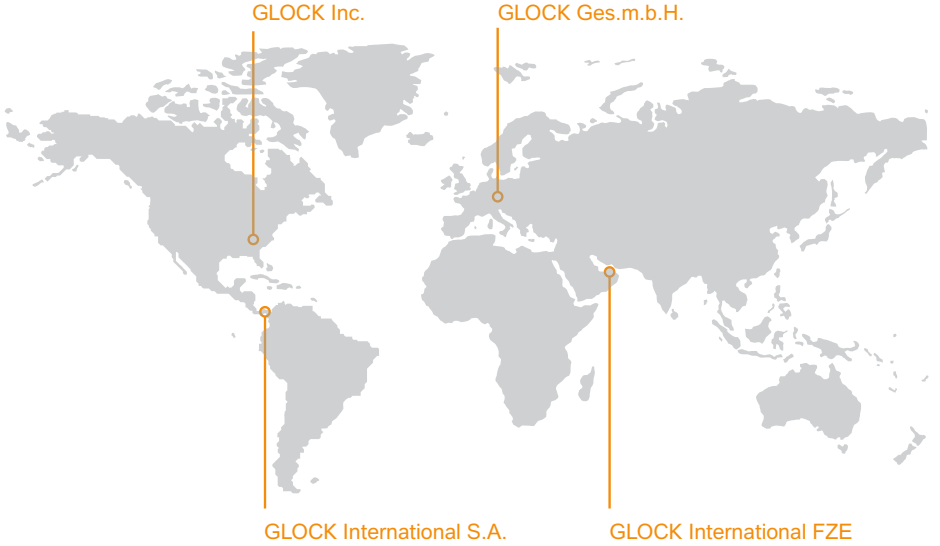 GLOCK Inc.
GLOCK Ges.m.b.H.
GLOCK International S.A.
GLOCK International FZE